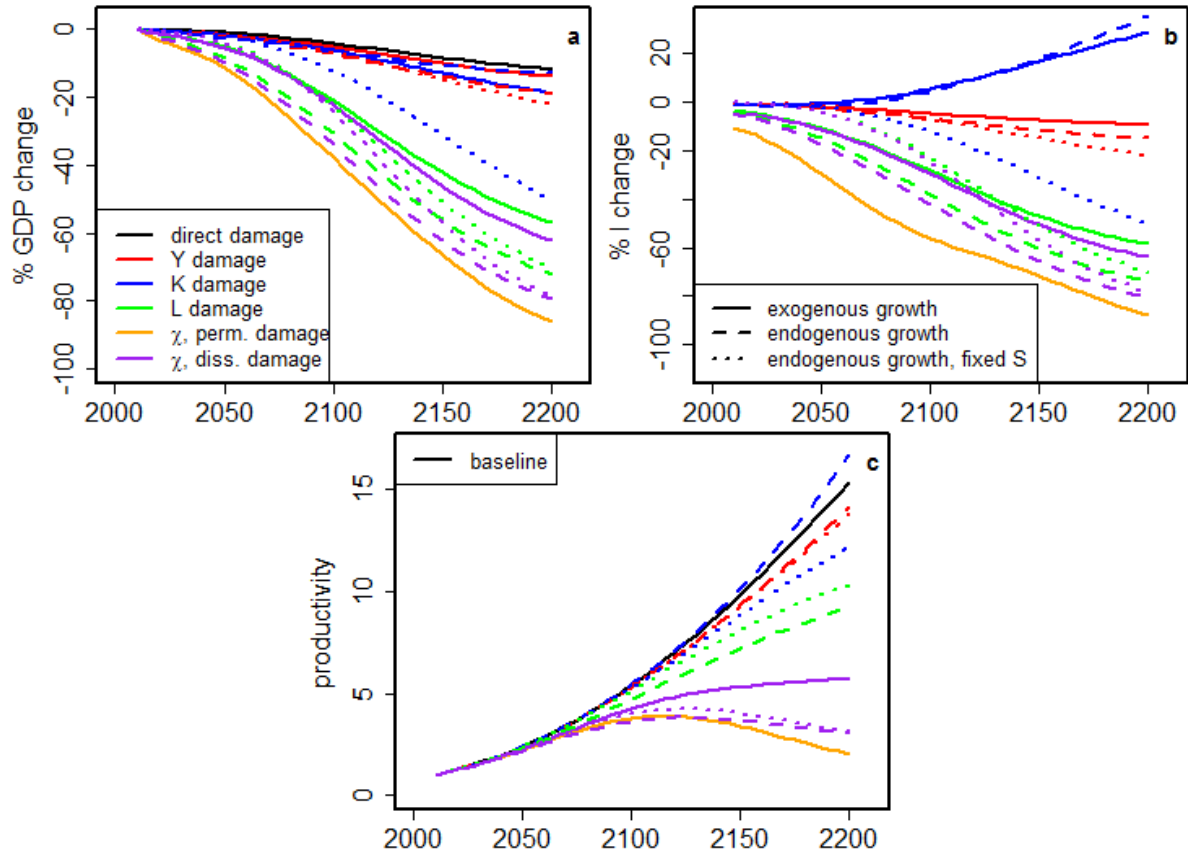 a
% GDP change
0
-20
-40
-60
-80
-100
direct damage
Y damage
K damage
L damage
χ, perm. damage
χ, diss. damage
2000 2050 2100 2150 2200
b
% I change
20
0
-20
-60
-100
exogenous growth
endogenous growth
endogenous growth, fixed S
2000 2050 2100 2150 2200
baseline
c
productivity
15
10
5
0
2000 2050 2100 2150 2200